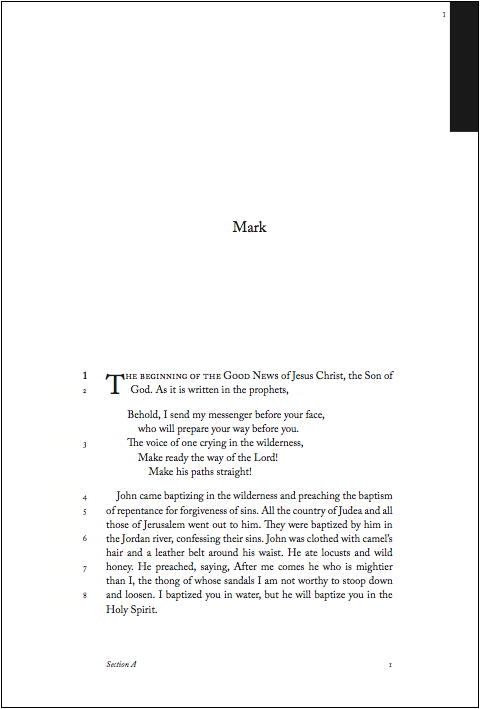 1
Mark
1 THE BEGINNING OF THE GOOD NEWS of Jesus Christ, the Son of
2 God. As it is written in the prophets,
Behold, I send my messenger before your face,
who will prepare your way before you.
3 The voice of one crying in the wilderness,
Make ready the way of the Lord!
Make his paths straight!
4 John came baptizing in the wilderness and preaching the baptism
5 of repentance for forgiveness of sins. All the country of Judea and all
those of Jerusalem went out to him. They were baptized by him in
6 the Jordan river, confessing their sins. John was clothed with camel’s
hair and a leather belt around his waist. He ate locusts and wild
7 honey. He preached, saying, After me comes he who is mightier
than I, the thong of whose sandals I am not worthy to stoop down
8 and loosen. I baptized you in water, but he will baptize you in the
Holy Spirit.
Section A 1